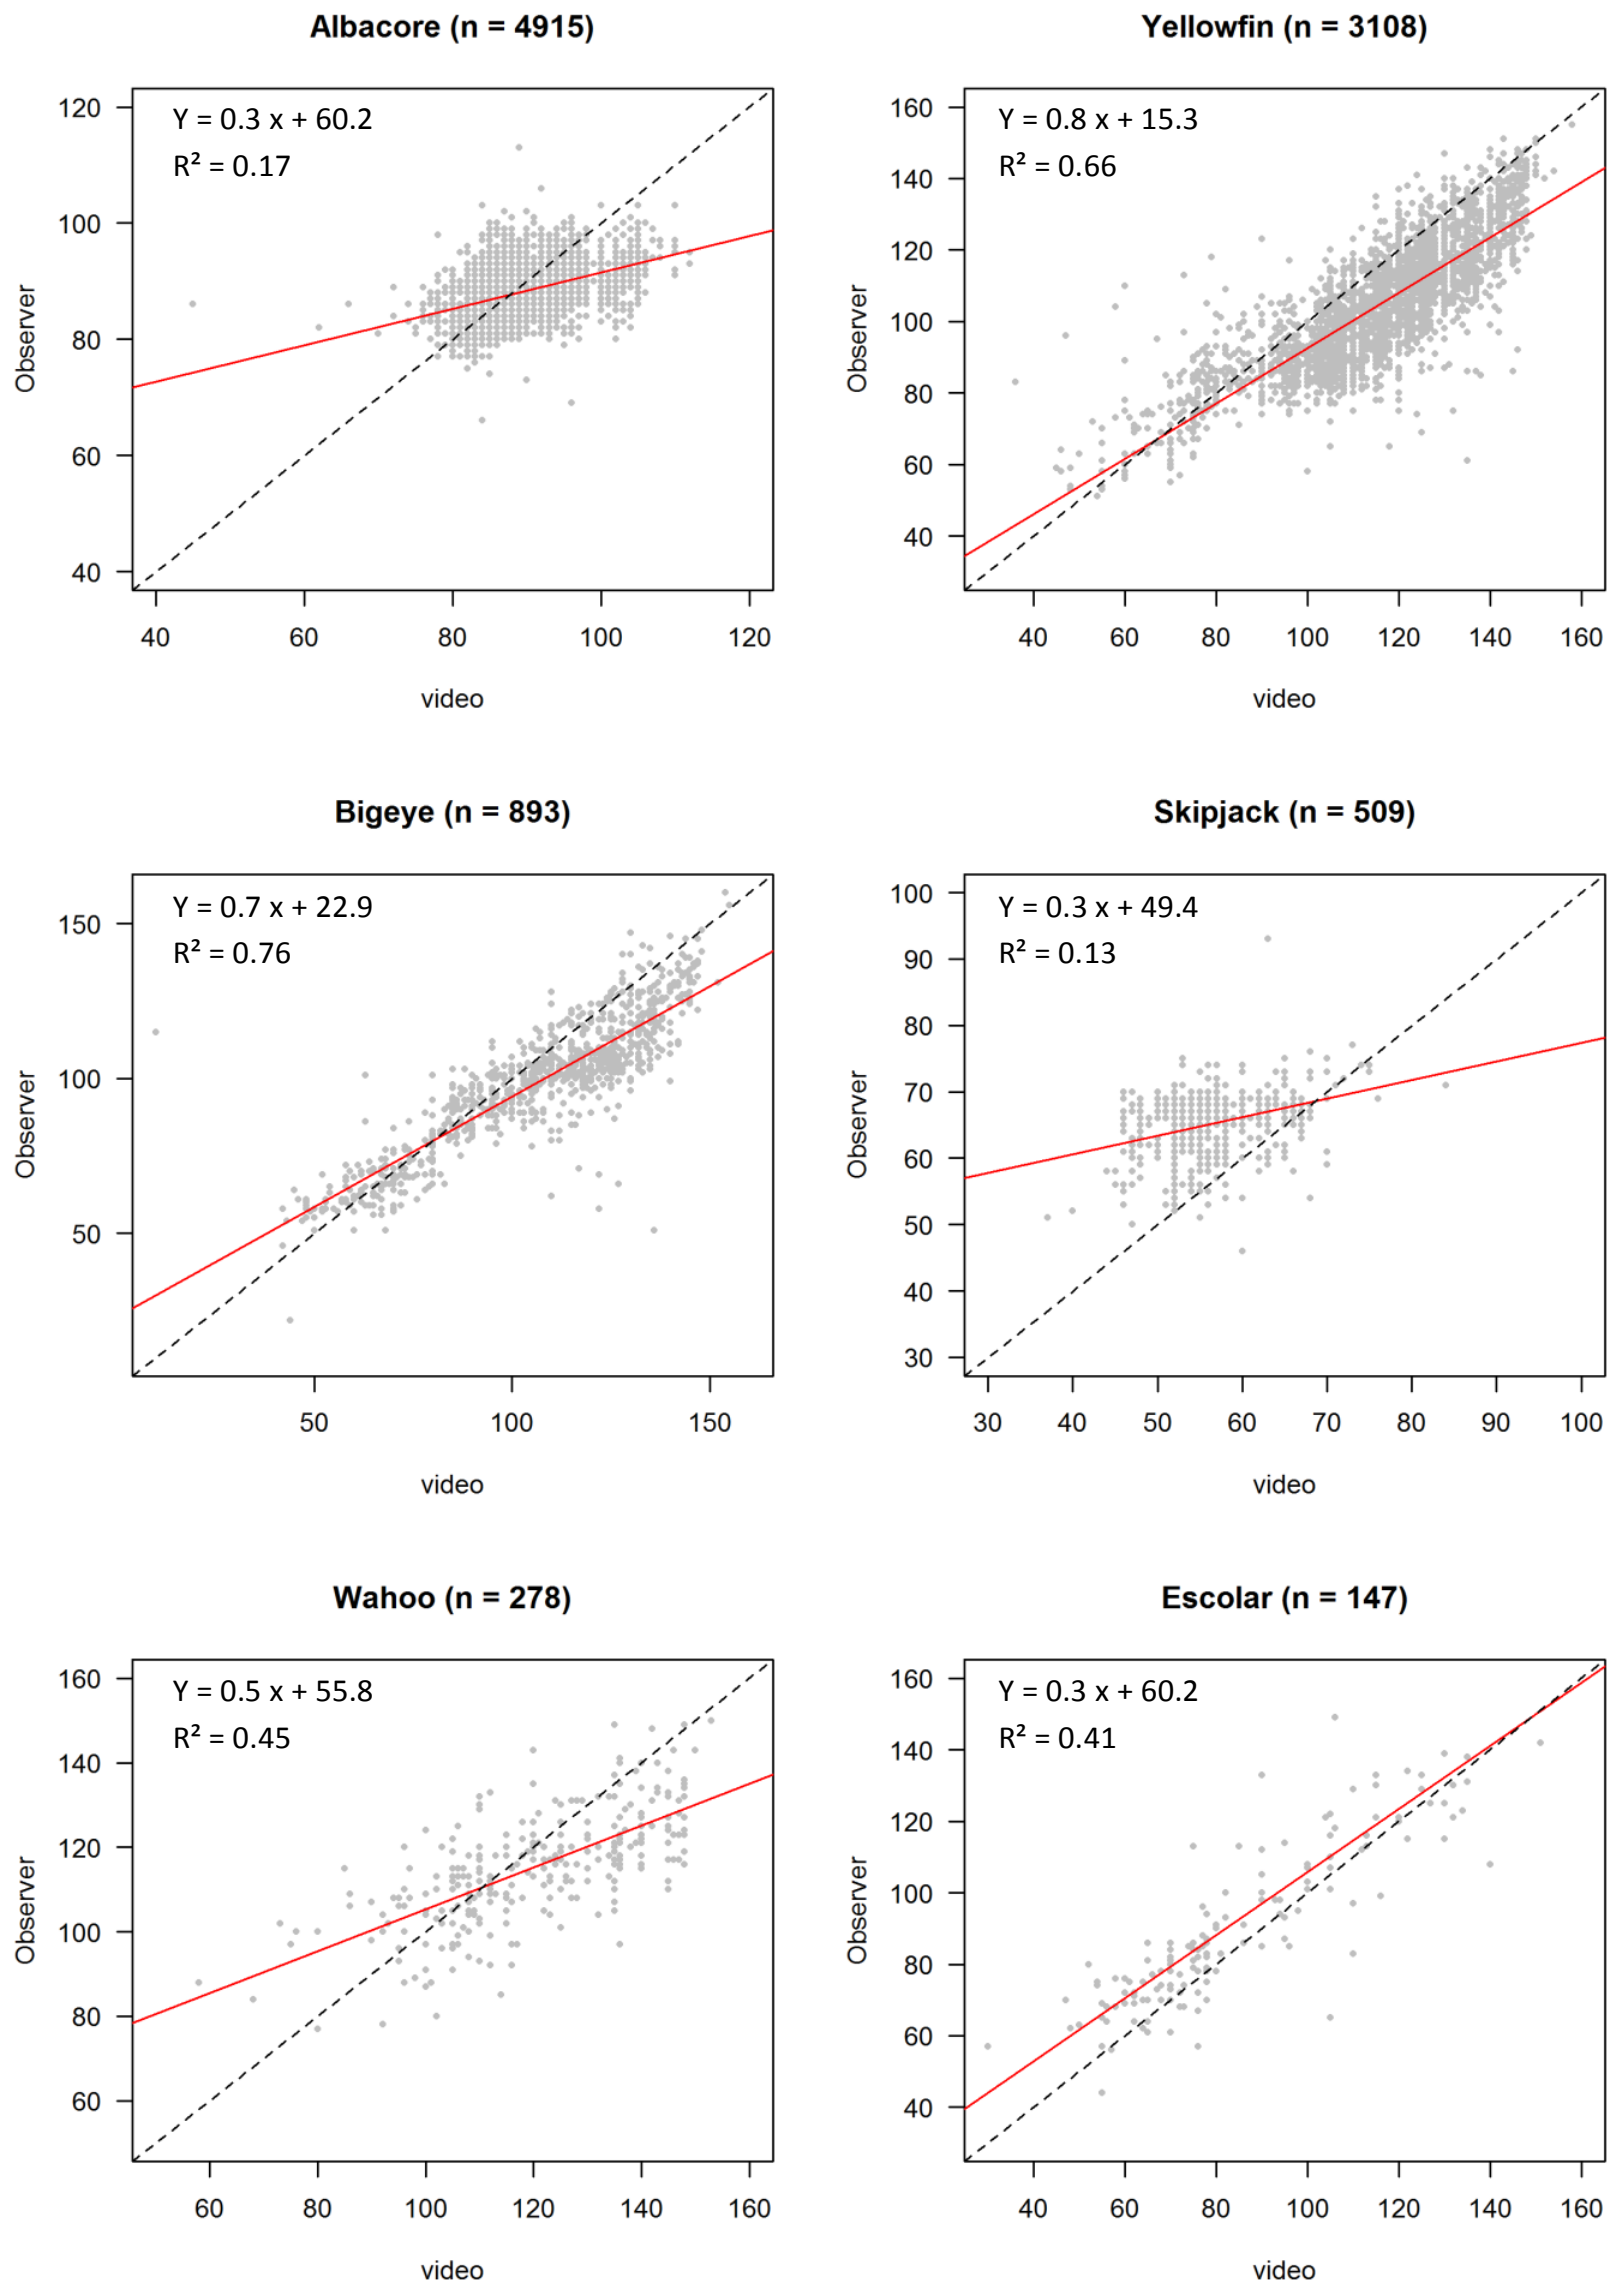 Albacore (n = 4915)
Y = 0.3 x + 60.2
R² = 0.17
120
100
80
60
40
Observer
40 60 80 100 120
video
Yellowfin (n = 3108)
Y = 0.8 x + 15.3
R² = 0.66
160
140
120
100
80
60
40
Observer
40 60 80 100 120 140 160
video
Bigeye (n = 893)
Y = 0.7 x + 22.9
R² = 0.76
150
100
50
Observer
50 100 150
video
Skipjack (n = 509)
Y = 0.3 x + 49.4
R² = 0.13
100
90
80
70
60
50
40
30
Observer
30 40 50 60 70 80 90 100
video
Wahoo (n = 278)
Y = 0.5 x + 55.8
R² = 0.45
160
140
120
100
80
60
Observer
60 80 100 120 140 160
video
Escolar (n = 147)
Y = 0.3 x + 60.2
R² = 0.41
160
140
120
100
80
60
40
Observer
40 60 80 100 120 140 160
video